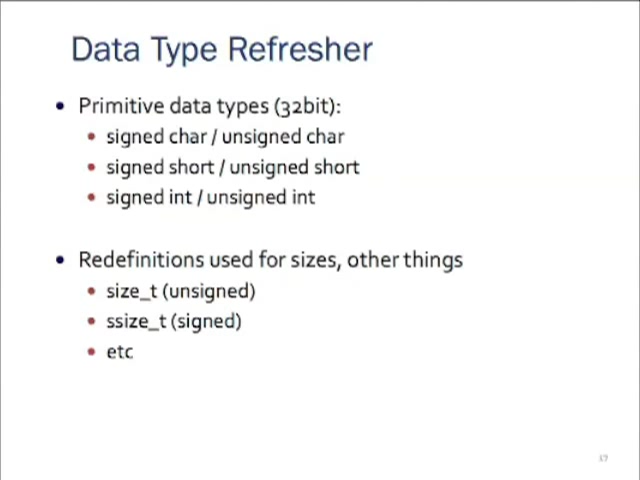 Data Type Refresher
• Primitive data types (32bit):
• signed char / unsigned char
• signed short / unsigned short
• signed int / unsigned int
• Redefinitions used for sizes, other things
• size_t (unsigned)
• ssize_t (signed)
• etc
17